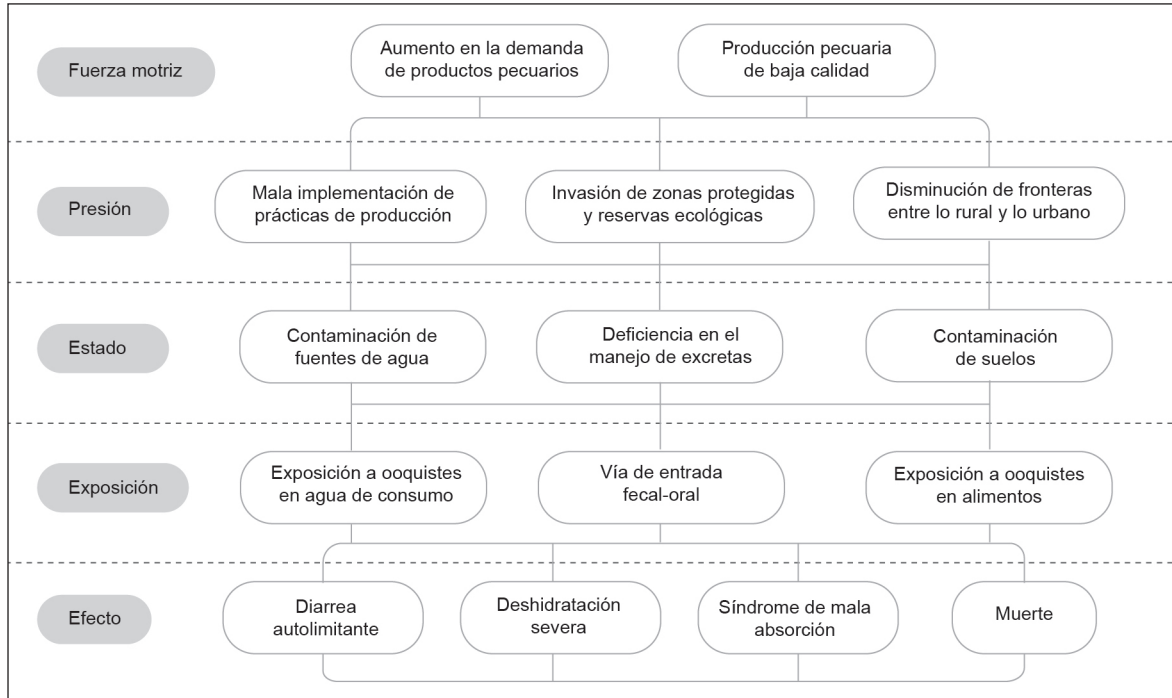 Fuerza motriz
Aumento en la demanda
de productos pecuarios
Producción pecuaria
de baja calidad
Presión
Mala implementación de
prácticas de producción
Invasión de zonas protegidas
y reservas ecológicas
Disminución de fronteras
entre lo rural y lo urbano
Estado
Contaminación de
fuentes de agua
Deficiencia en el
manejo de excretas
Contaminación
de suelos
Exposición
Exposición a ooquistes
en agua de consumo
Vía de entrada
fecal-oral
Exposición a ooquistes
en alimentos
Efecto
Diarrea
autolimitante
Deshidratación
severa
Síndrome de mala
absorción
Muerte